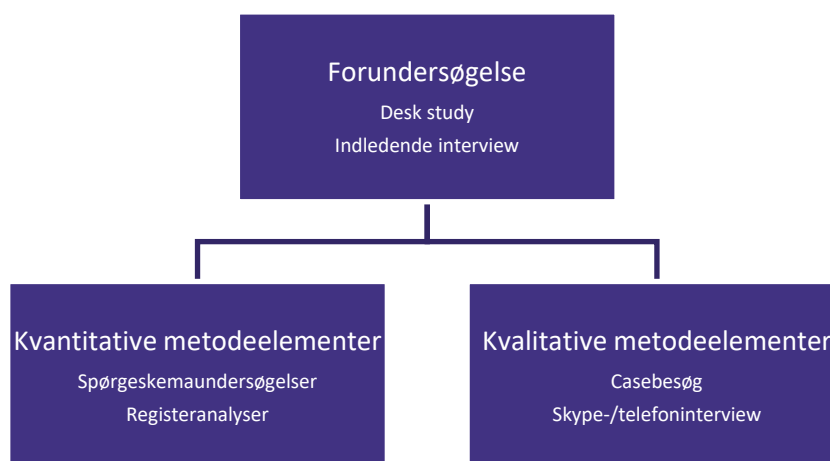 Forundersøgelse
Desk study
Indledende interview
Kvantitative metodeelementer
Spørgeskemaundersøgelser
Registeranalyser
Kvalitative metodeelementer
Casebesøg
Skype-/telefoninterview